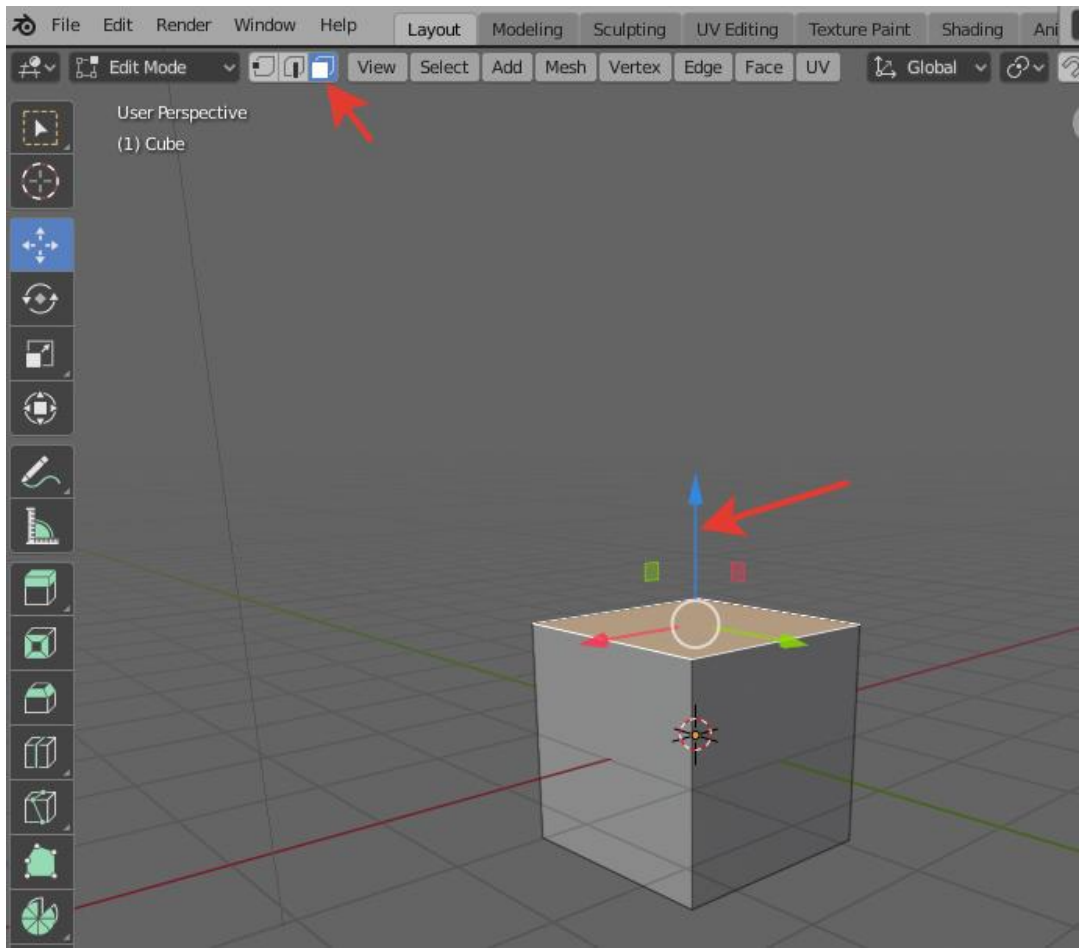 File Edit Render Window Help Layout Modeling Sculpting UV Editing Texture Paint Shading Ani
Edit Mode View Select Add Mesh Vertex Edge Face UV Global
User Perspective
(1) Cube